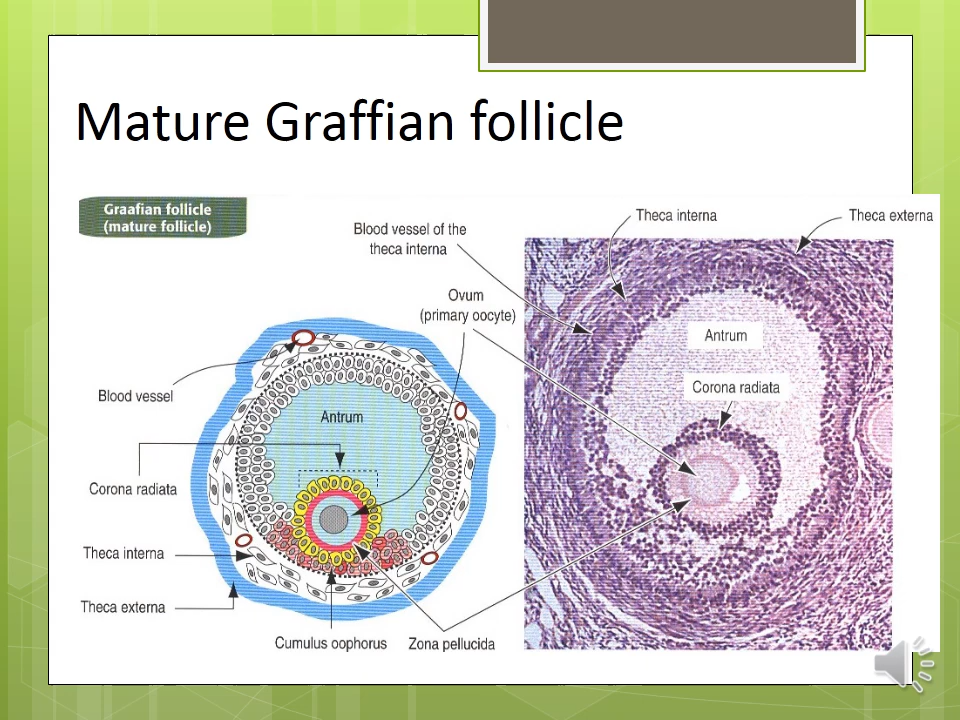 Mature Graffian follicle
Graafian follicle
(mature follicle)
Blood vessel of the
theca interna
Theca interna
Theca externa
Ovum
(primary oocyte)
Antrum
Blood vessel
Corona radiata
Antrum
Corona radiata
Theca interna
Theca externa
Cumulus oophorus
Zona pellucida